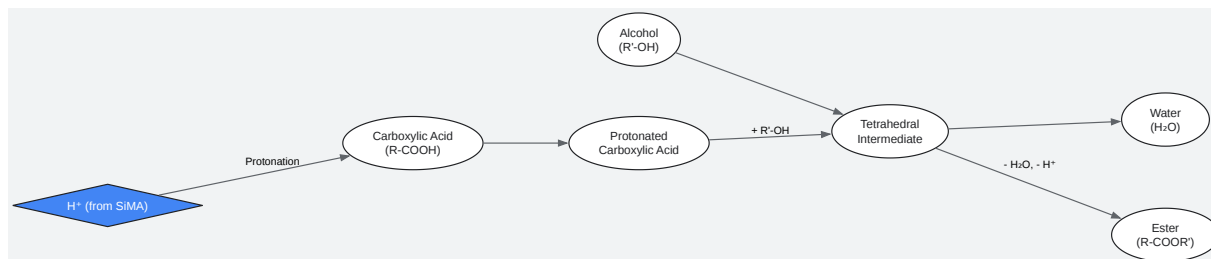 Alcohol
(R'-OH)
Water
(H₂O)
Tetrahedral
Intermediate
+ R'-OH
Carboxylic Acid
(R-COOH)
Protonated
Carboxylic Acid
Protonation
- H₂O, - H⁺
H⁺ (from SiMA)
Ester
(R-COOR')